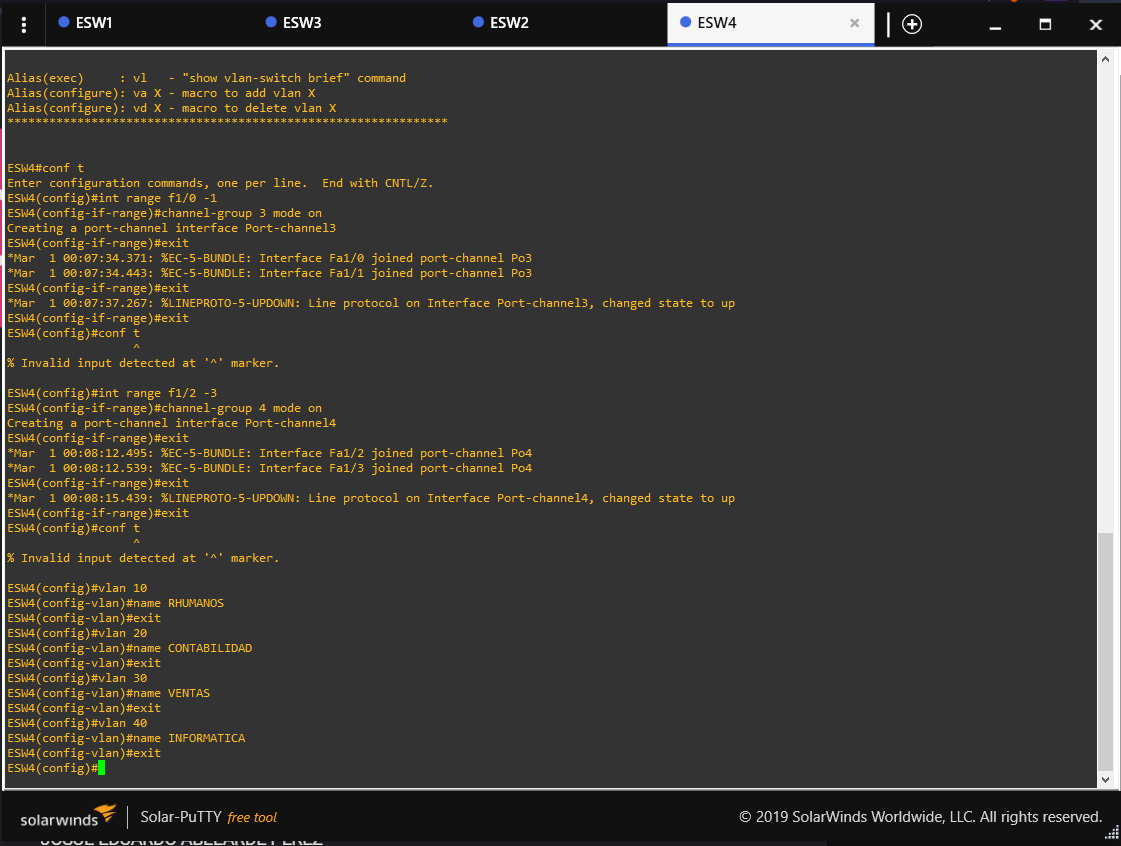 ESW1 ESW3 ESW2 ESW4
Alias(exec)     : vl   - "show vlan-switch brief" command
Alias(configure): va X - macro to add vlan X
Alias(configure): vd X - macro to delete vlan X
***************************************************************
ESW4#conf t
Enter configuration commands, one per line.  End with CNTL/Z.
ESW4(config)#int range f1/0 -1
ESW4(config-if-range)#channel-group 3 mode on
Creating a port-channel interface Port-channel3
ESW4(config-if-range)#exit
*Mar  1 00:07:34.371: %EC-5-BUNDLE: Interface Fa1/0 joined port-channel Po3
*Mar  1 00:07:34.443: %EC-5-BUNDLE: Interface Fa1/1 joined port-channel Po3
ESW4(config-if-range)#exit
*Mar  1 00:07:37.267: %LINEPROTO-5-UPDOWN: Line protocol on Interface Port-channel3, changed state to up
ESW4(config-if-range)#exit
ESW4(config)#conf t
                  ^
% Invalid input detected at '^' marker.
ESW4(config)#int range f1/2 -3
ESW4(config-if-range)#channel-group 4 mode on
Creating a port-channel interface Port-channel4
ESW4(config-if-range)#exit
*Mar  1 00:08:12.495: %EC-5-BUNDLE: Interface Fa1/2 joined port-channel Po4
*Mar  1 00:08:12.539: %EC-5-BUNDLE: Interface Fa1/3 joined port-channel Po4
ESW4(config-if-range)#exit
*Mar  1 00:08:15.439: %LINEPROTO-5-UPDOWN: Line protocol on Interface Port-channel4, changed state to up
ESW4(config-if-range)#exit
ESW4(config)#conf t
                  ^
% Invalid input detected at '^' marker.
ESW4(config)#vlan 10
ESW4(config-vlan)#name RHUMANOS
ESW4(config-vlan)#exit
ESW4(config)#vlan 20
ESW4(config-vlan)#name CONTABILIDAD
ESW4(config-vlan)#exit
ESW4(config)#vlan 30
ESW4(config-vlan)#name VENTAS
ESW4(config-vlan)#exit
ESW4(config)#vlan 40
ESW4(config-vlan)#name INFORMATICA
ESW4(config-vlan)#exit
ESW4(config)#
solarwinds Solar-PuTTY free tool © 2019 SolarWinds Worldwide, LLC. All rights reserved.